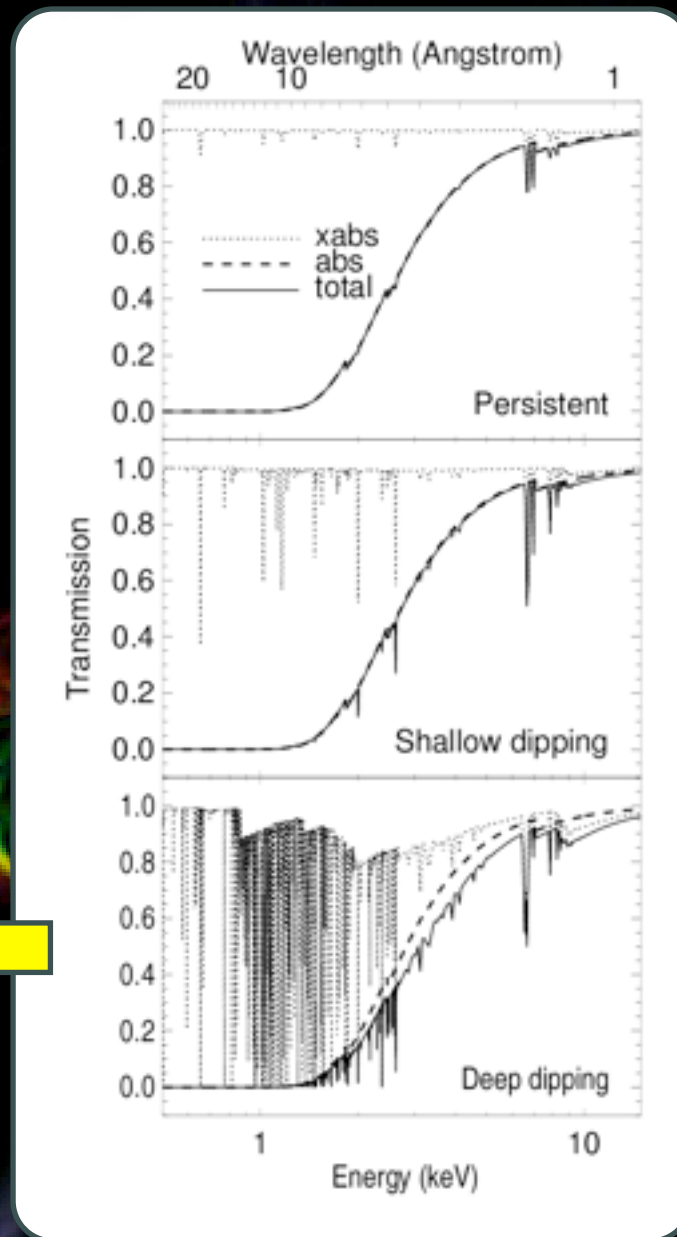 Wavelength (Angstrom)
20 10 1
1.0
0.8
0.6
0.4
0.2
0.0
xabs
abs
total
Persistent
1.0
0.8
0.6
0.4
0.2
0.0
Shallow dipping
Transmission
1.0
0.8
0.6
0.4
0.2
0.0
Deep dipping
1 10
Energy (keV)